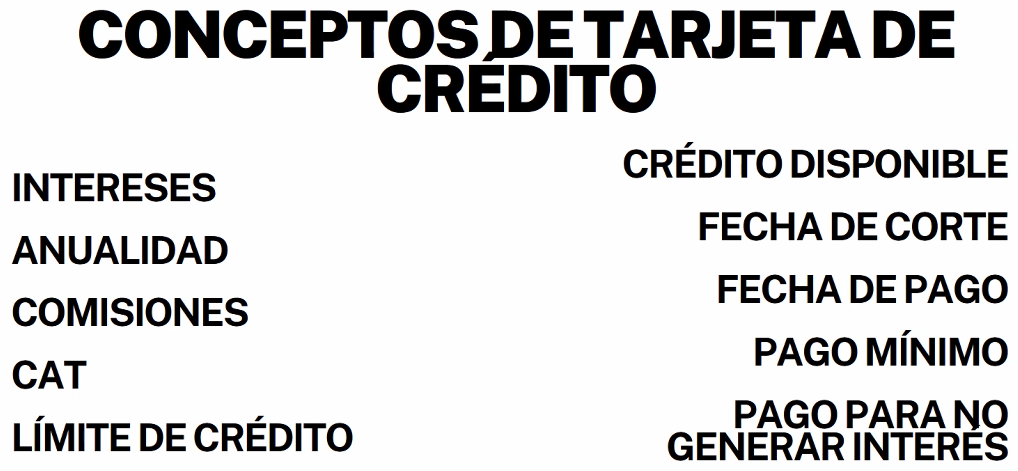 CONCEPTOS DE TARJETA DE
CRÉDITO
INTERESES
ANUALIDAD
COMISIONES
CAT
LÍMITE DE CRÉDITO
CRÉDITO DISPONIBLE
FECHA DE CORTE
FECHA DE PAGO
PAGO MÍNIMO
PAGO PARA NO
GENERAR INTERÉS